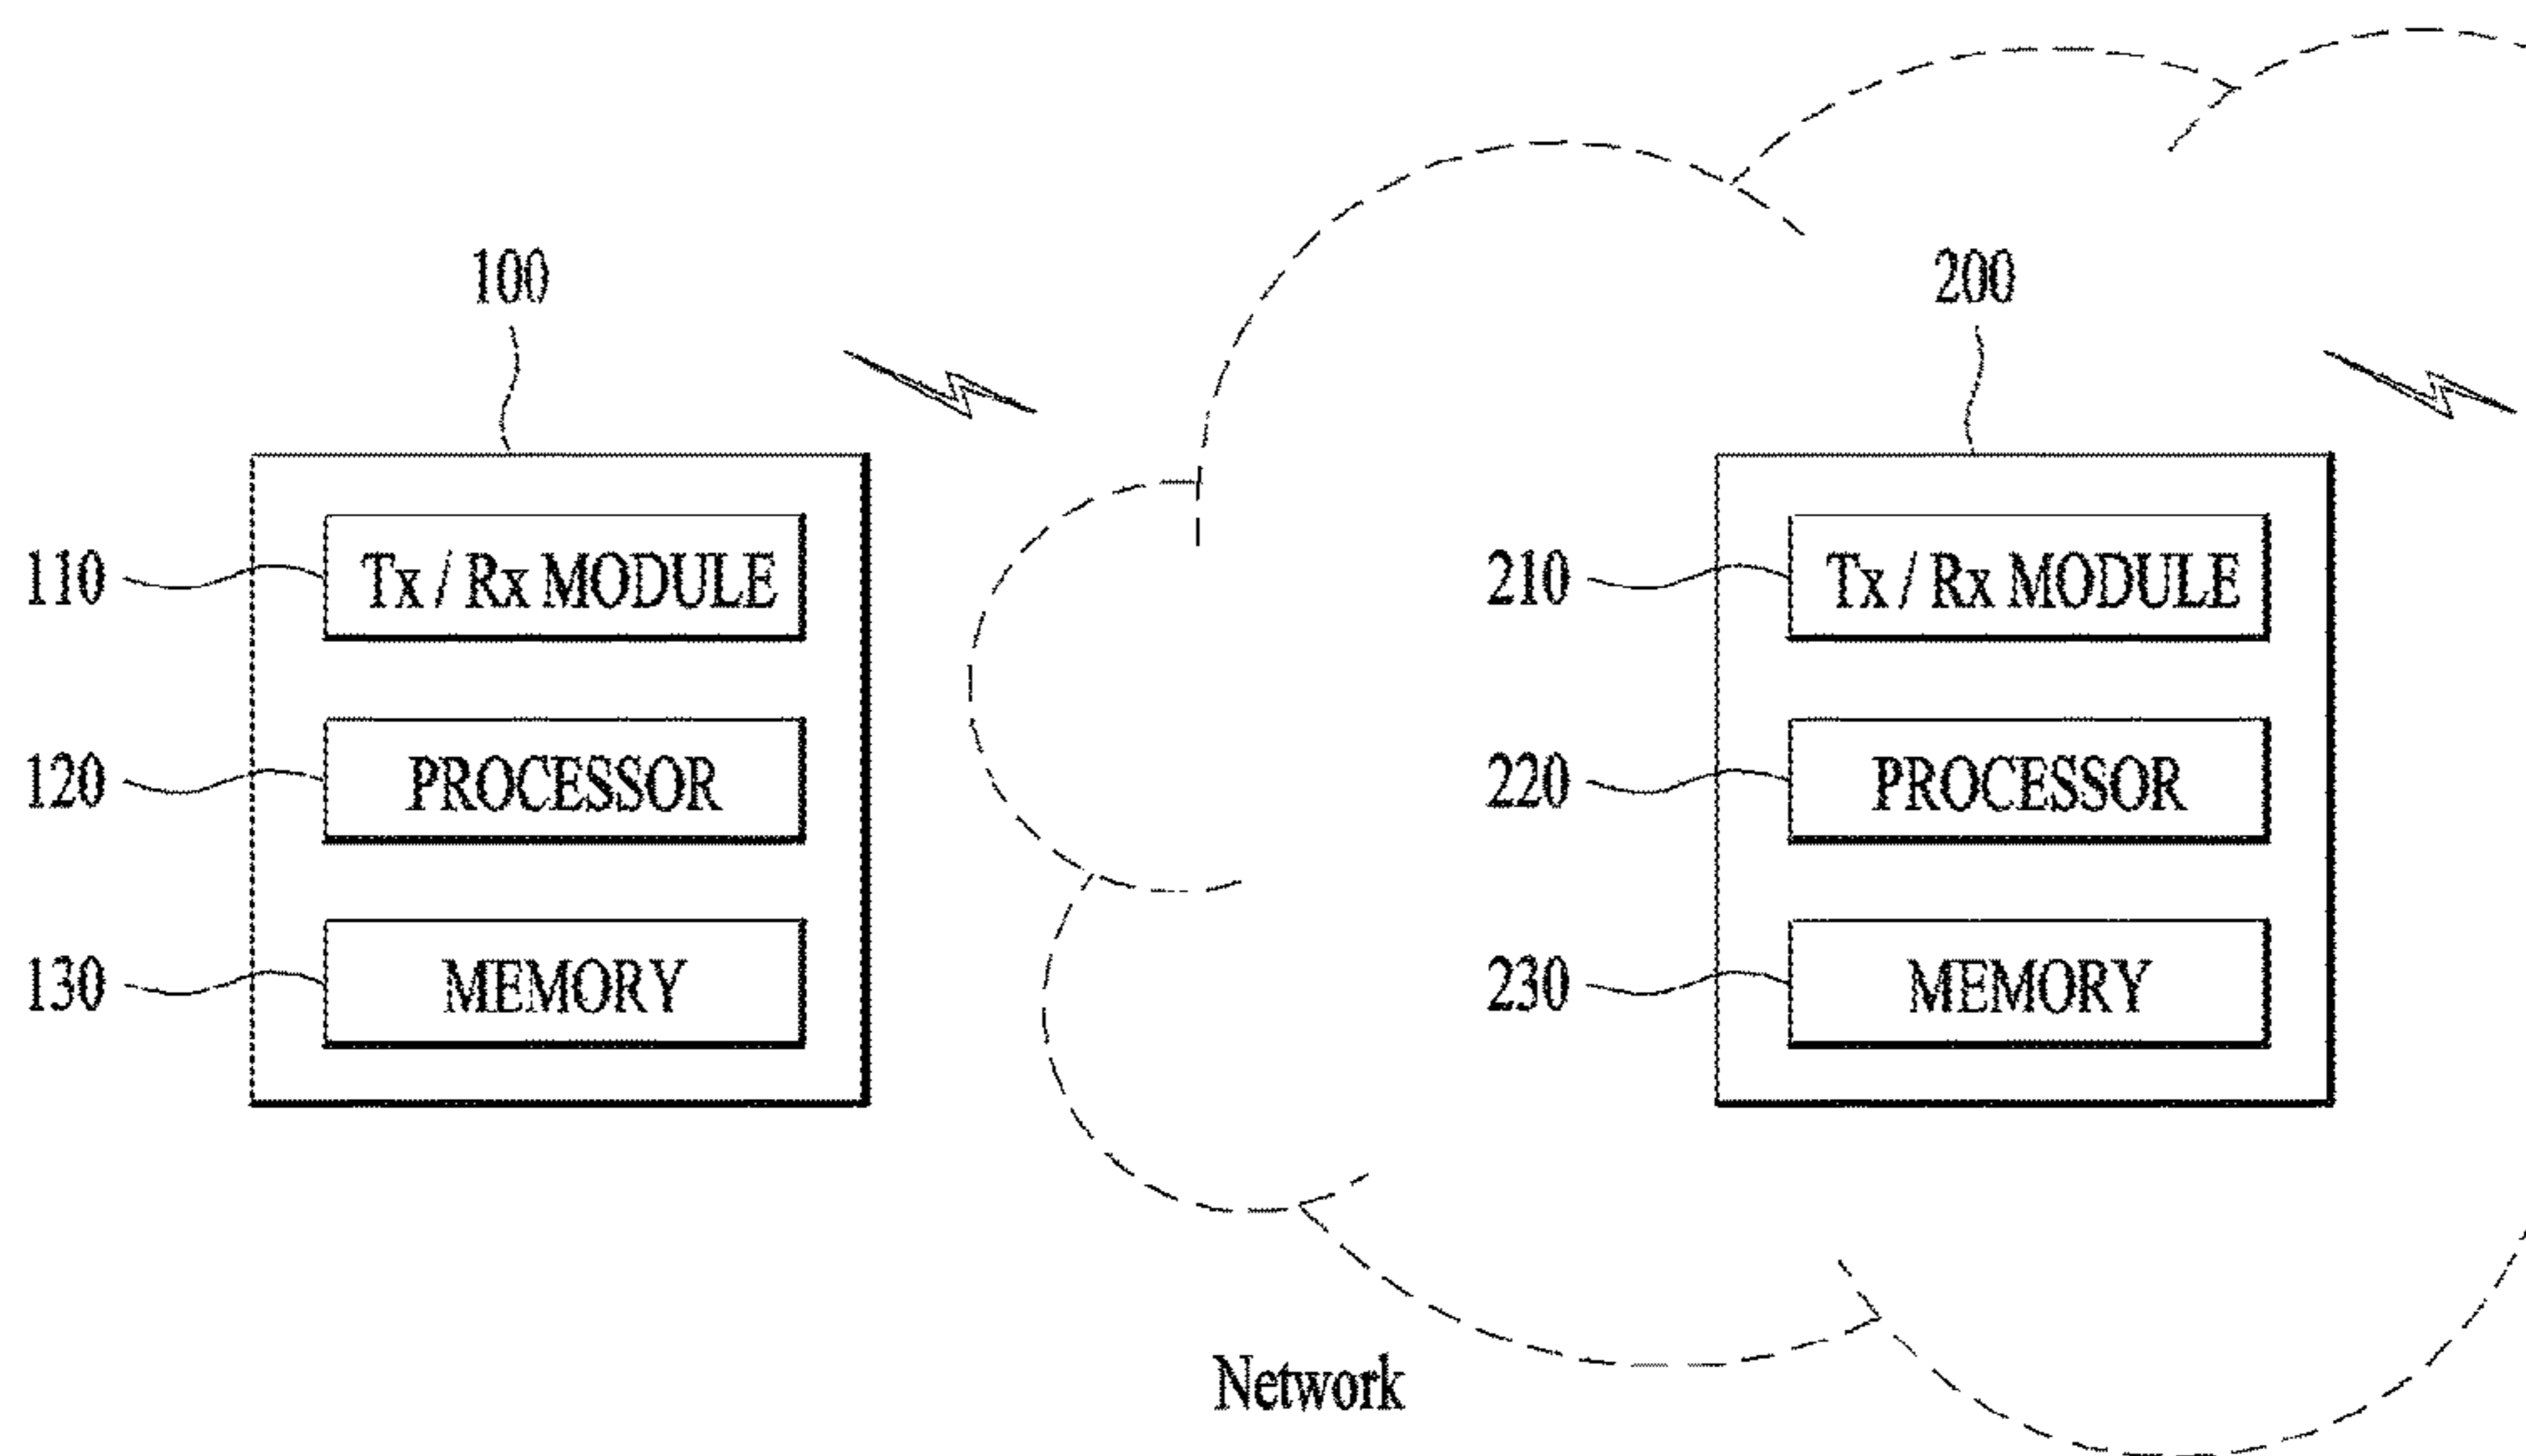 100
200
110
Tx / Rx MODULE
210
Tx / Rx MODULE
120
PROCESSOR
220
PROCESSOR
130
MEMORY
230
MEMORY
Network